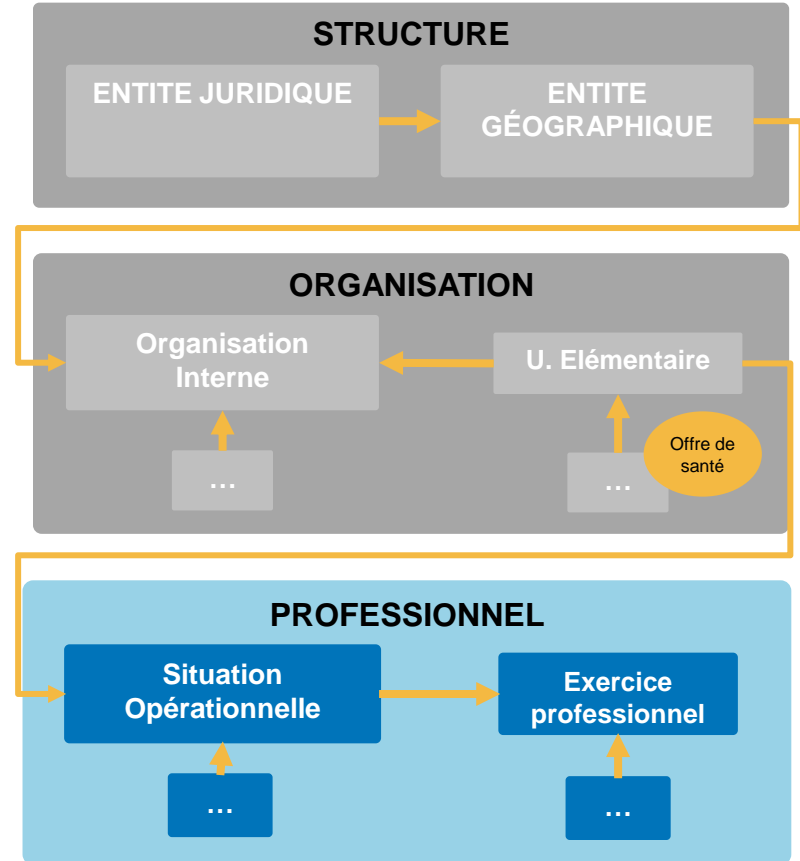 STRUCTURE
ENTITE JURIDIQUE
ENTITE
GÉOGRAPHIQUE
ORGANISATION
Organisation
Interne
U. Elémentaire
...
...
Offre de
santé
PROFESSIONNEL
Situation
Opérationnelle
Exercice
professionnel
...
...